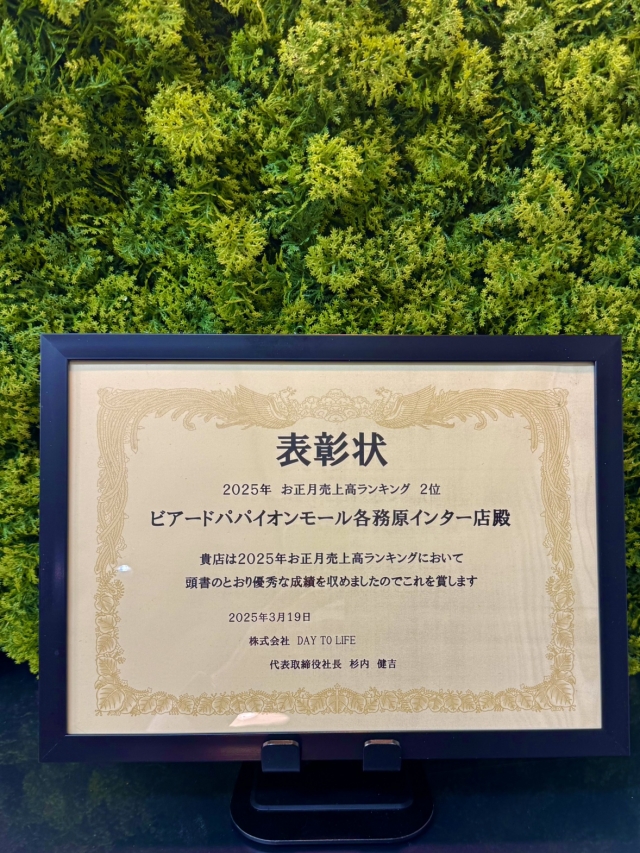 表彰状
2025年 お正月売上高ランキング 2位
ビアードパパイオンモール各務原インター店殿
貴店は2025年お正月売上高ランキングにおいて
頭書のとおり優秀な成績を収めましたのでこれを賞します
2025年3月19日
株式会社 DAY TO LIFE
代表取締役社長 杉内 健吉